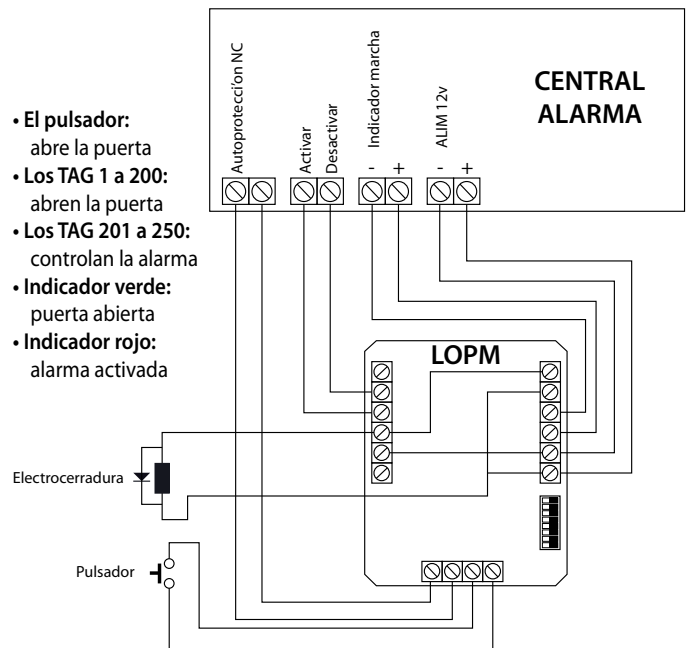 • El pulsador:
abre la puerta
• Los TAG 1 a 200:
abren la puerta
• Los TAG 201 a 250:
controlan la alarma
• Indicador verde:
puerta abierta
• Indicador rojo:
alarma activada
Autoprotecci'on NC
Activar
Desactivar
Indicador marcha
- +
ALIM 12v
- +
CENTRAL
ALARMA
LOPM
Electrocerradura
Pulsador